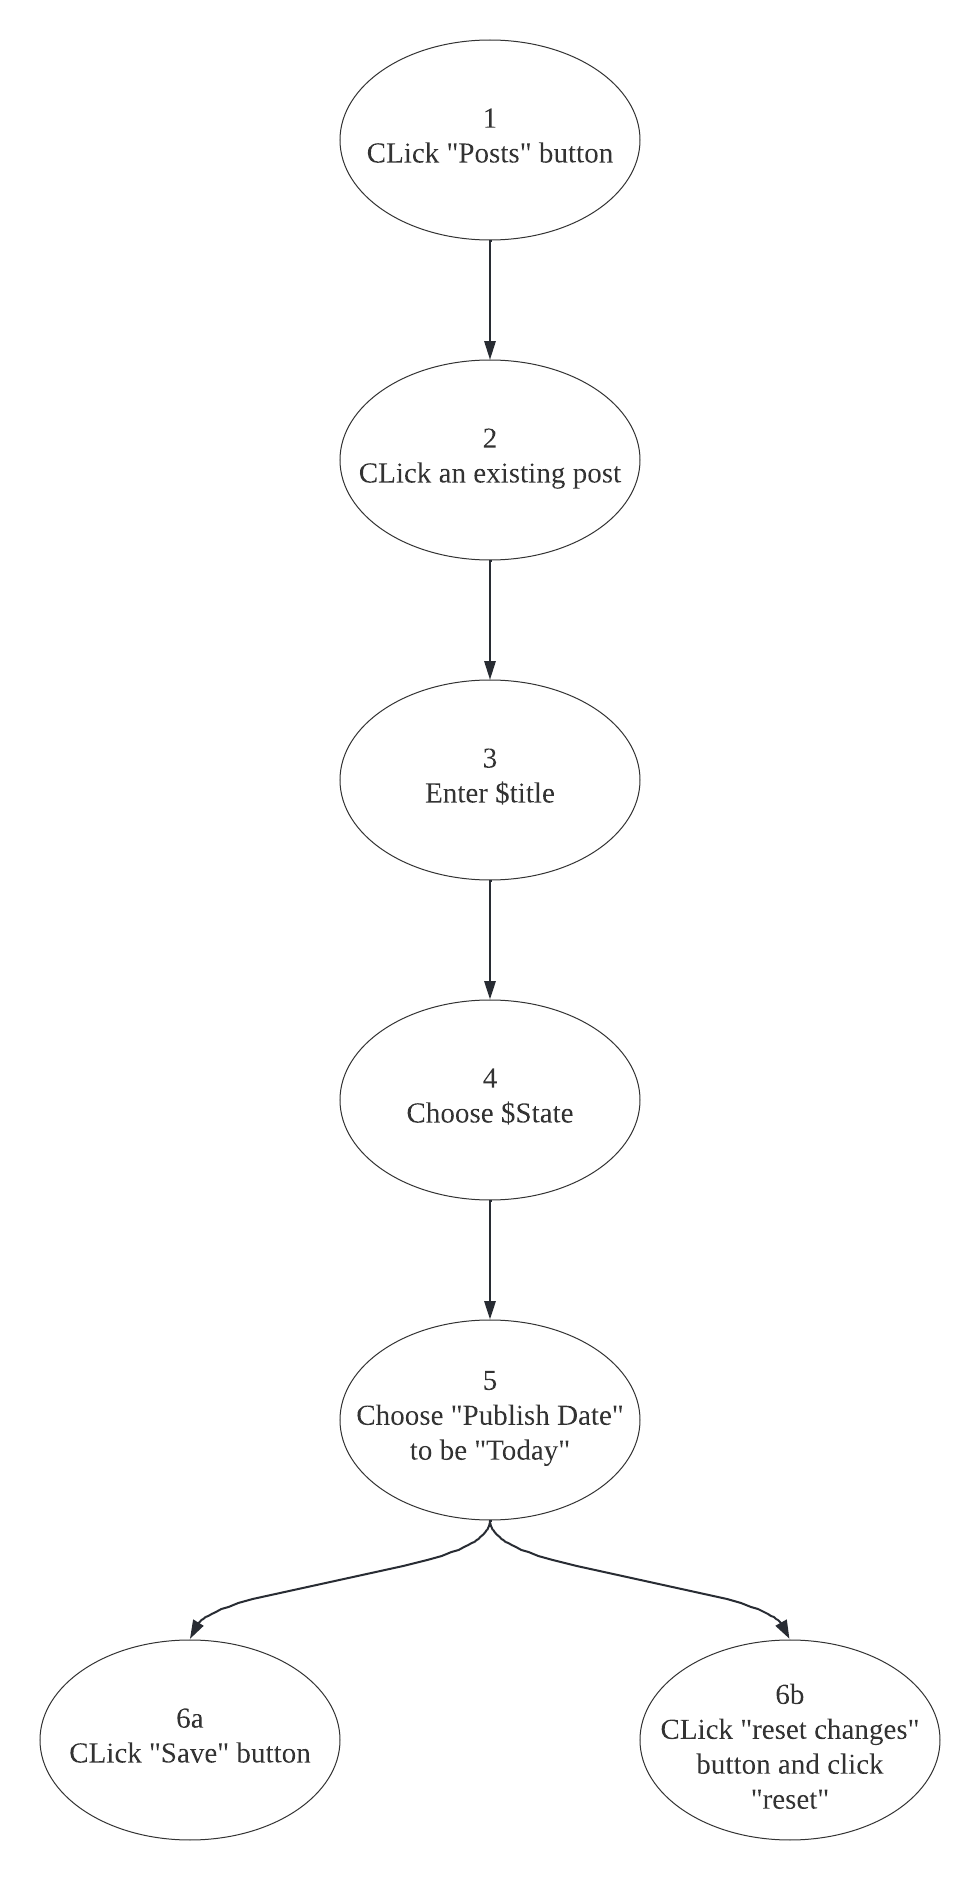 1
CLick "Posts" button
2
CLick an existing post
3
Enter $title
4
Choose $State
5
Choose "Publish Date"
to be "Today"
6a
CLick "Save" button
6b
CLick "reset changes"
button and click
"reset"